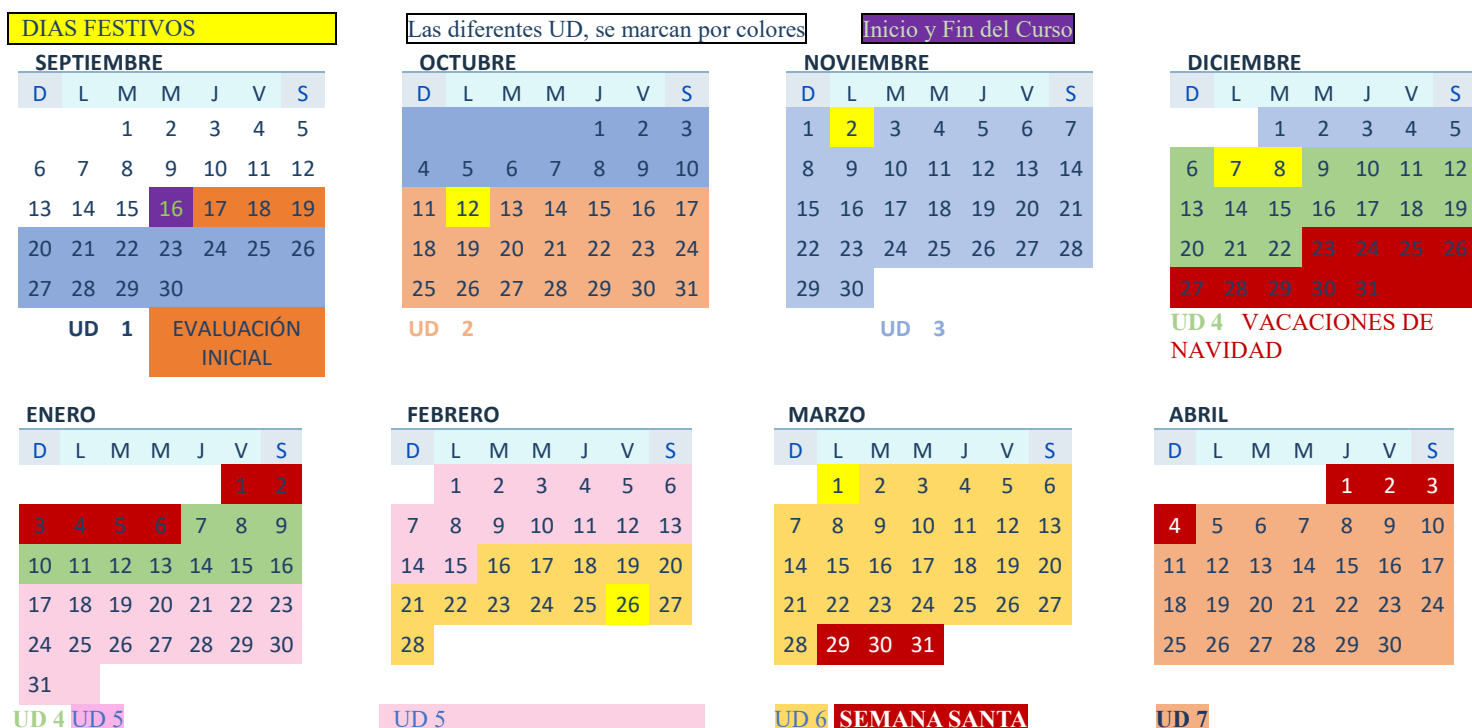 DIAS FESTIVOS
Las diferentes UD, se marcan por colores
Inicio y Fin del Curso
SEPTIEMBRE
D L M M J V S
1 2 3 4 5
6 7 8 9 10 11 12
13 14 15 16 17 18 19
20 21 22 23 24 25 26
27 28 29 30
UD 1 EVALUACIÓN
INICIAL
OCTUBRE
D L M M J V S
1 2 3
4 5 6 7 8 9 10
11 12 13 14 15 16 17
18 19 20 21 22 23 24
25 26 27 28 29 30 31
UD 2
NOVIEMBRE
D L M M J V S
1 2 3 4 5 6 7
8 9 10 11 12 13 14
15 16 17 18 19 20 21
22 23 24 25 26 27 28
29 30
UD 3
DICIEMBRE
D L M M J V S
1 2 3 4 5
6 7 8 9 10 11 12
13 14 15 16 17 18 19
20 21 22 23 24 25 26
27 28 29 30 31
UD 4 VACACIONES DE
NAVIDAD
ENERO
D L M M J V S
1 2
3 4 5 6 7 8 9
10 11 12 13 14 15 16
17 18 19 20 21 22 23
24 25 26 27 28 29 30
31
UD 4 UD 5
FEBRERO
D L M M J V S
1 2 3 4 5 6
7 8 9 10 11 12 13
14 15 16 17 18 19 20
21 22 23 24 25 26 27
28
UD 5
MARZO
D L M M J V S
1 2 3 4 5 6
7 8 9 10 11 12 13
14 15 16 17 18 19 20
21 22 23 24 25 26 27
28 29 30 31
UD 6 SEMANA SANTA
ABRIL
D L M M J V S
1 2 3
4 5 6 7 8 9 10
11 12 13 14 15 16 17
18 19 20 21 22 23 24
25 26 27 28 29 30
UD 7